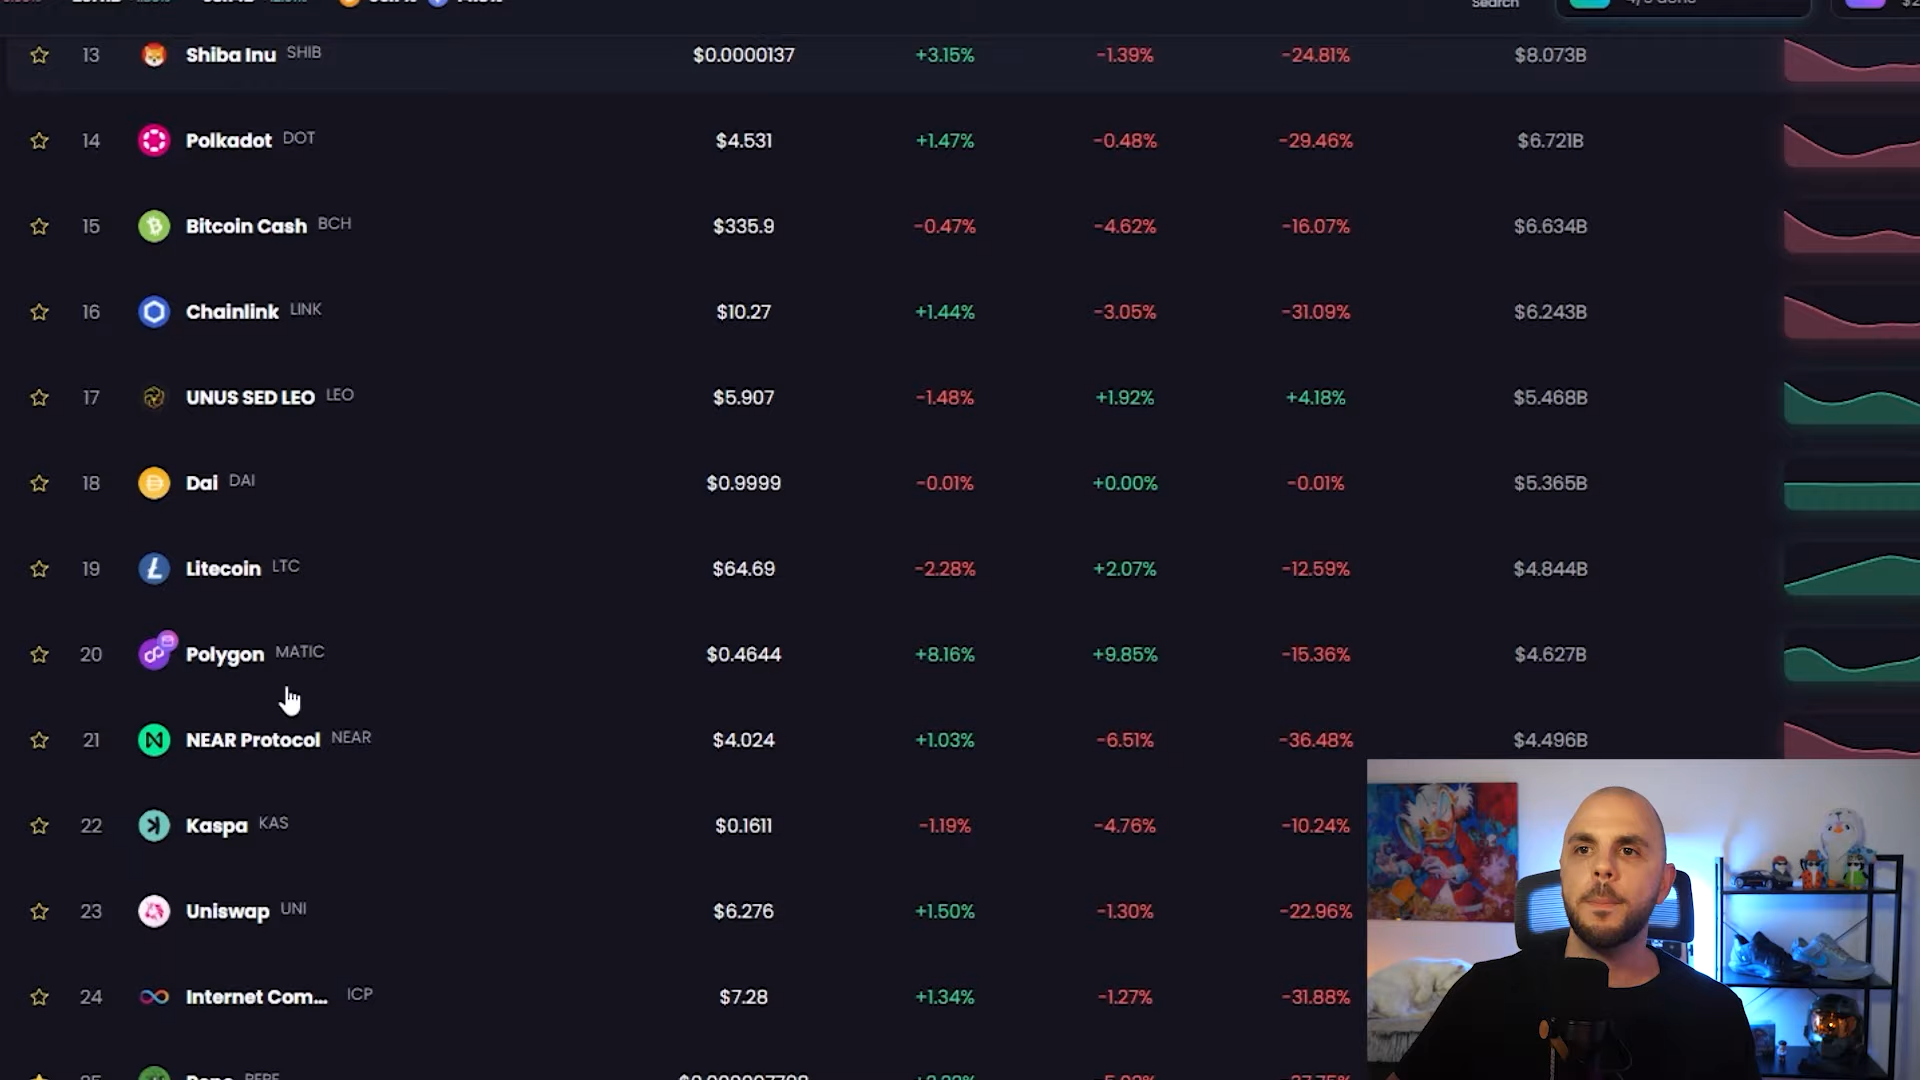 Search
13 Shiba Inu SHIB $0.0000137 +3.15% -1.39% -24.81% $8.073B
14 Polkadot DOT $4.531 +1.47% -0.48% -29.46% $6.721B
15 Bitcoin Cash BCH $335.9 -0.47% -4.62% -16.07% $6.634B
16 Chainlink LINK $10.27 +1.44% -3.05% -31.09% $6.243B
17 UNUS SED LEO LEO $5.907 -1.48% +1.92% +4.18% $5.468B
18 Dai DAI $0.9999 -0.01% +0.00% -0.01% $5.365B
19 Litecoin LTC $64.69 -2.28% +2.07% -12.59% $4.844B
20 Polygon MATIC $0.4644 +8.16% +9.85% -15.36% $4.627B
21 NEAR Protocol NEAR $4.024 +1.03% -6.51% -36.48% $4.496B
22 Kaspa KAS $0.1611 -1.19% -4.76% -10.24%
23 Uniswap UNI $6.276 +1.50% -1.30% -22.96%
24 Internet Com... ICP $7.28 +1.34% -1.27% -31.88%